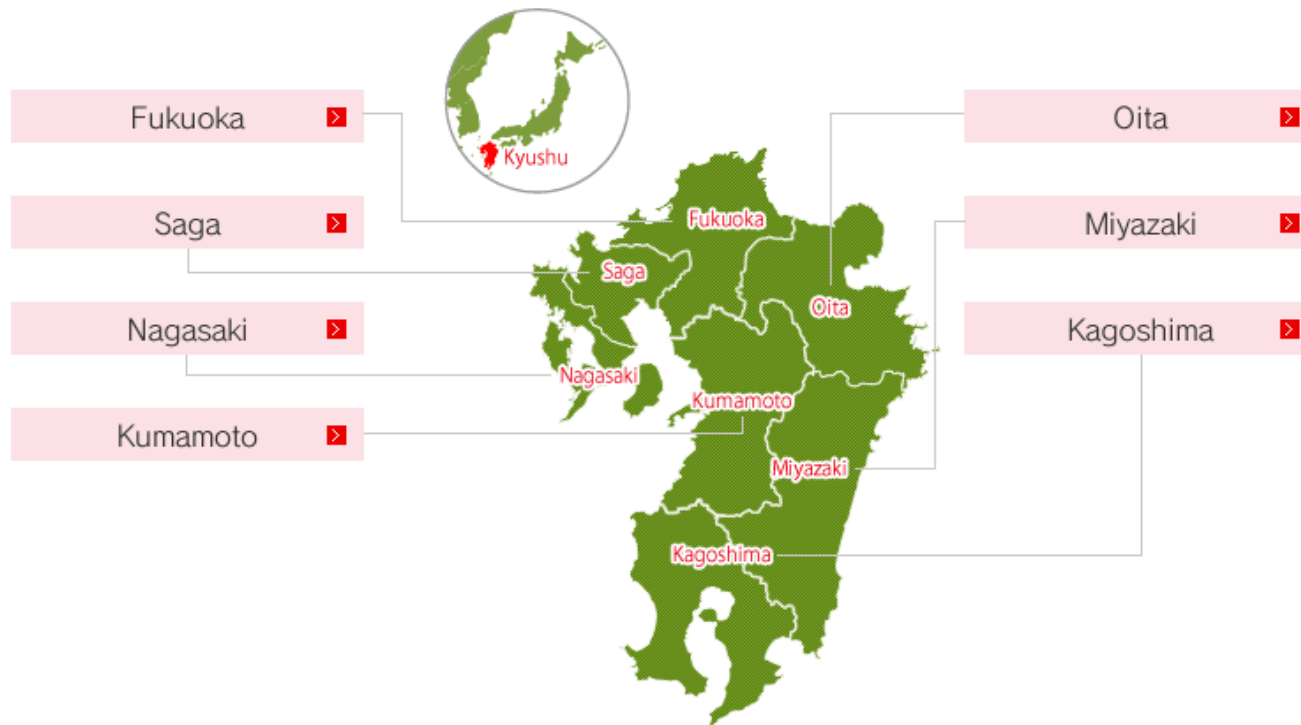 Fukuoka
Saga
Nagasaki
Kumamoto
Kyushu
Oita
Miyazaki
Kagoshima
Fukuoka
Saga
Oita
Nagasaki
Kumamoto
Miyazaki
Kagoshima